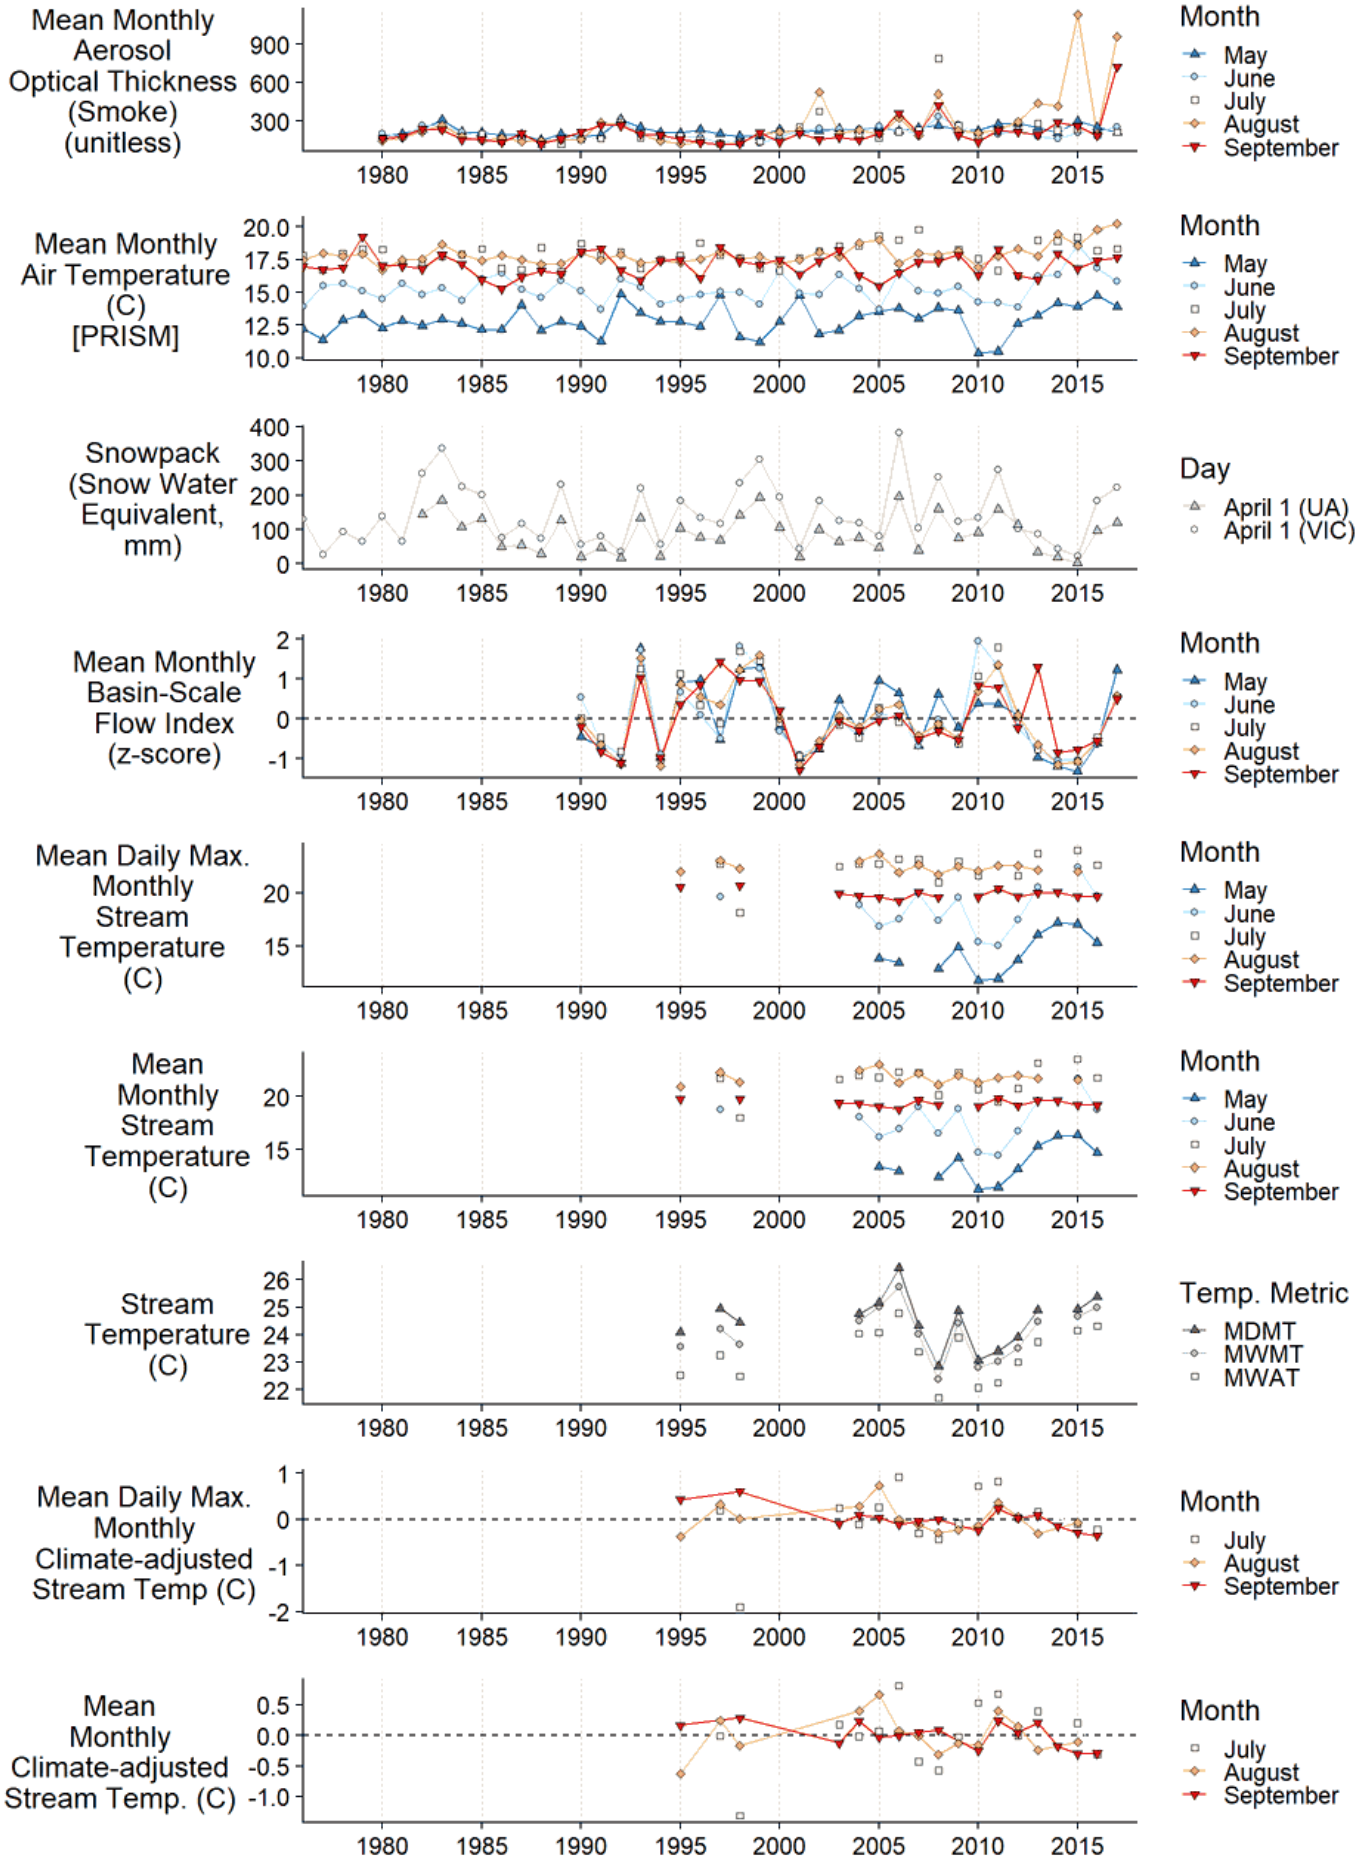 Mean Monthly
Aerosol
Optical Thickness
(Smoke)
(unitless)
900
600
300
1980 1985 1990 1995 2000 2005 2010 2015
Month
May
June
July
August
September
Mean Monthly
Air Temperature
(C)
[PRISM]
20.0
17.5
15.0
12.5
10.0
1980 1985 1990 1995 2000 2005 2010 2015
Month
May
June
July
August
September
Snowpack
(Snow Water
Equivalent,
mm)
400
300
200
100
0
1980 1985 1990 1995 2000 2005 2010 2015
Day
April 1 (UA)
April 1 (VIC)
Mean Monthly
Basin-Scale
Flow Index
(z-score)
2
1
0
-1
1980 1985 1990 1995 2000 2005 2010 2015
Month
May
June
July
August
September
Mean Daily Max.
Monthly
Stream
Temperature
(C)
20
15
1980 1985 1990 1995 2000 2005 2010 2015
Month
May
June
July
August
September
Mean
Monthly
Stream
Temperature
(C)
20
15
1980 1985 1990 1995 2000 2005 2010 2015
Month
May
June
July
August
September
Stream
Temperature
(C)
26
25
24
23
22
1980 1985 1990 1995 2000 2005 2010 2015
Temp. Metric
MDMT
MWMT
MWAT
Mean Daily Max.
Monthly
Climate-adjusted
Stream Temp (C)
1
0
-1
-2
1980 1985 1990 1995 2000 2005 2010 2015
Month
July
August
September
Mean
Monthly
Climate-adjusted
Stream Temp. (C)
0.5
0.0
-0.5
-1.0
1980 1985 1990 1995 2000 2005 2010 2015
Month
July
August
September